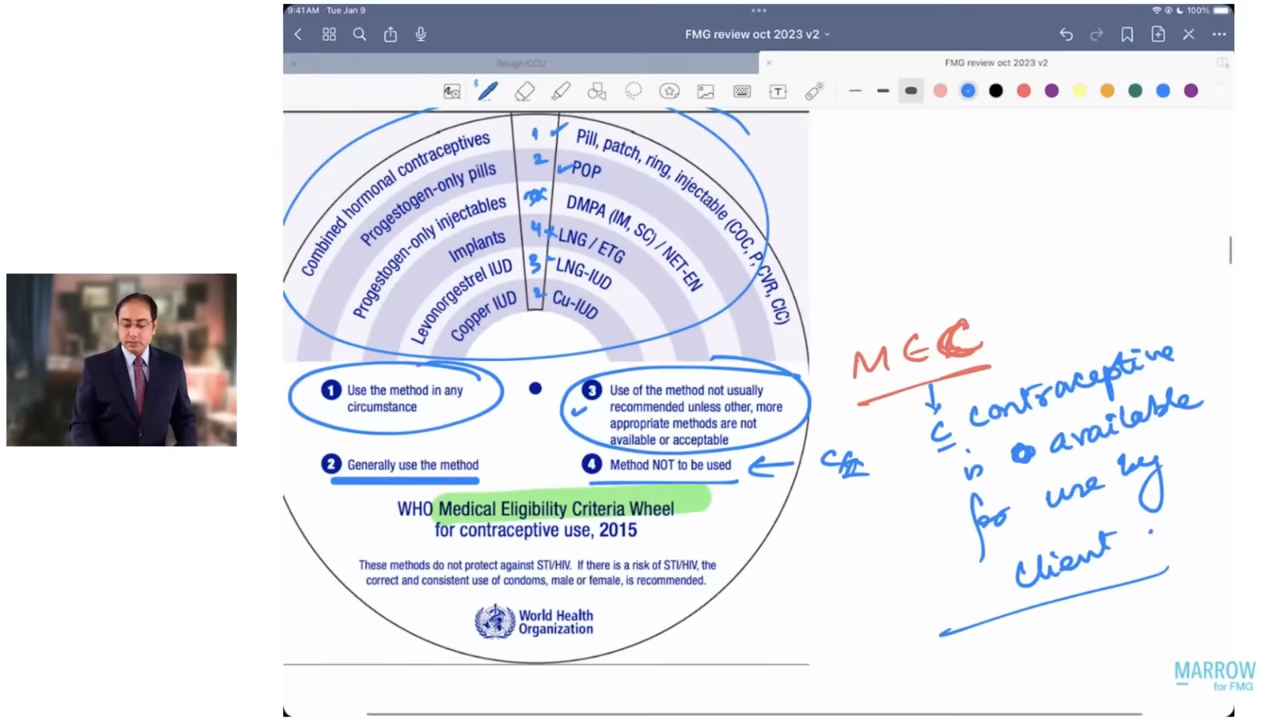 9:41AM Tue Jan 9
100%
FMG review oct 2023 v2
Rough CCU
FMG review oct 2023 v2
Combined hormonal contraceptives
Progestogen-only pills
Progestogen-only injectables
Implants
Levonorgestrel IUD
Copper IUD
1
2
4
3
2
Pill, patch, ring, injectable (COC, P, CVR, CIC)
POP
DMPA (IM, SC) / NET-EN
LNG / ETG
LNG-IUD
Cu-IUD
1 Use the method in any
circumstance
2 Generally use the method
3 Use of the method not usually
recommended unless other, more
appropriate methods are not
available or acceptable
4 Method NOT to be used
WHO Medical Eligibility Criteria Wheel
for contraceptive use, 2015
These methods do not protect against STI/HIV. If there is a risk of STI/HIV, the
correct and consistent use of condoms, male or female, is recommended.
World Health
Organization
MEC
C contraceptive
is available
for use by
client.
MARROW
for FMG